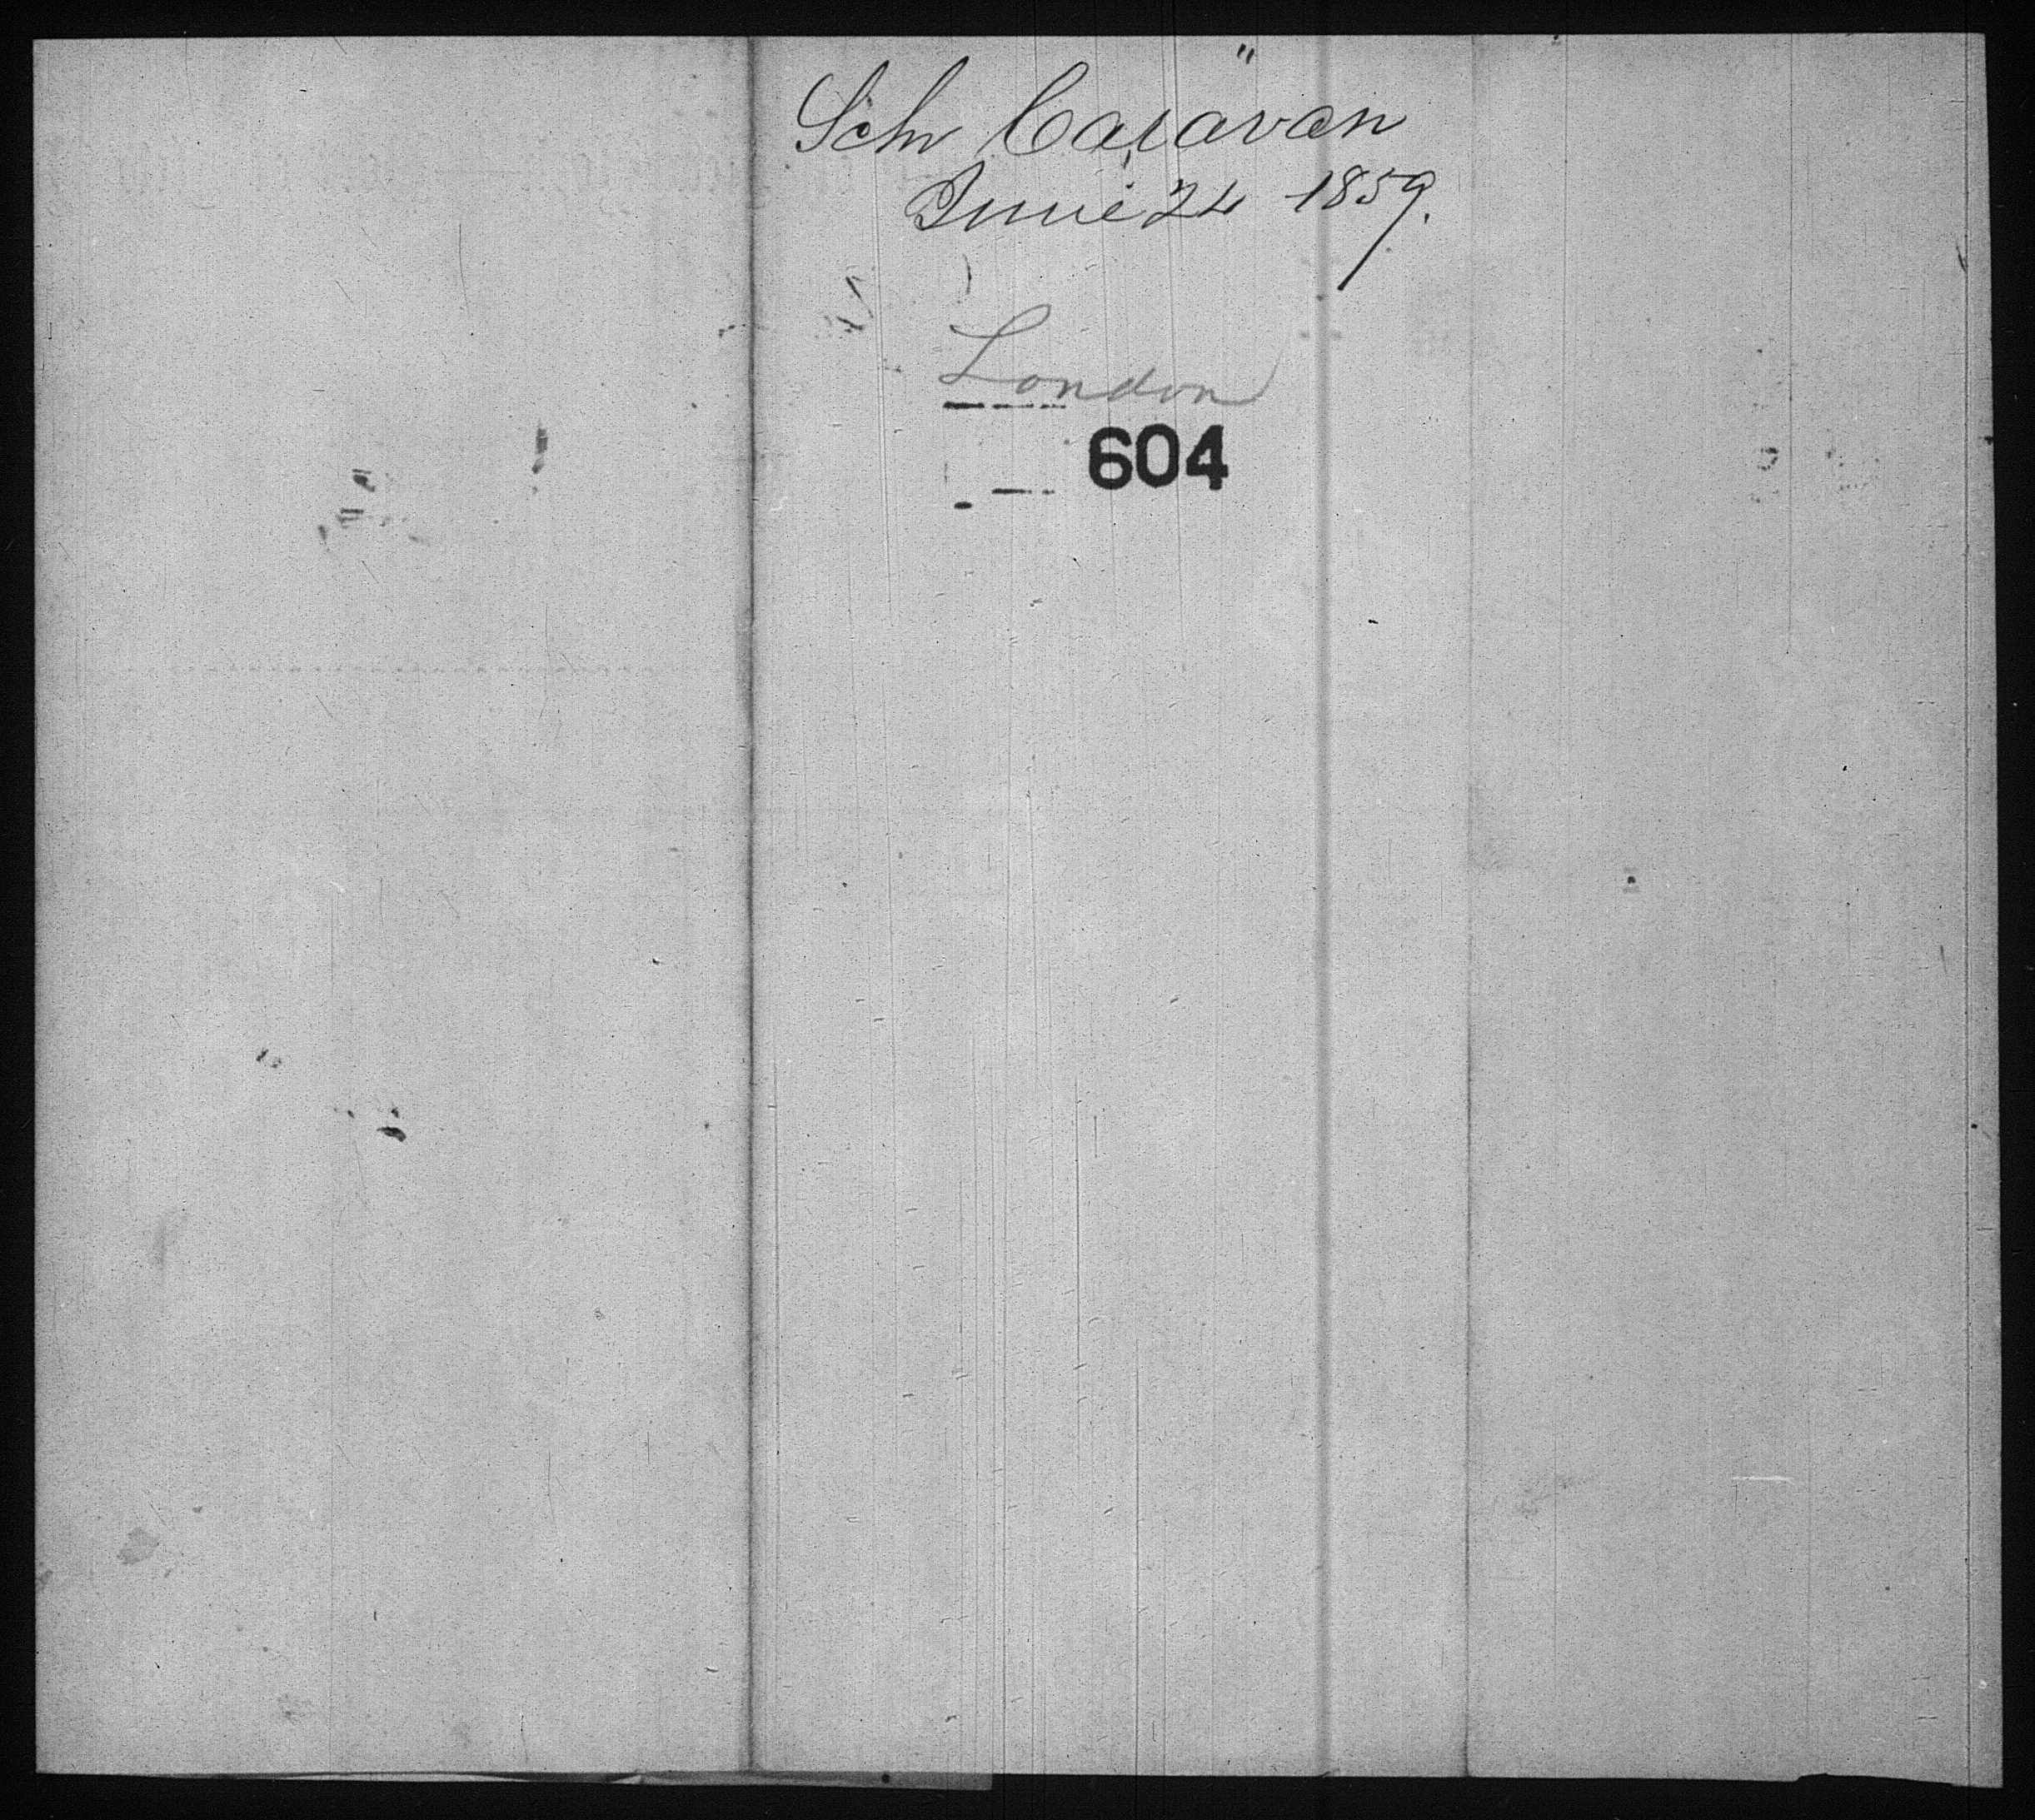 Sch Caravan
June 24 1859.
London
604